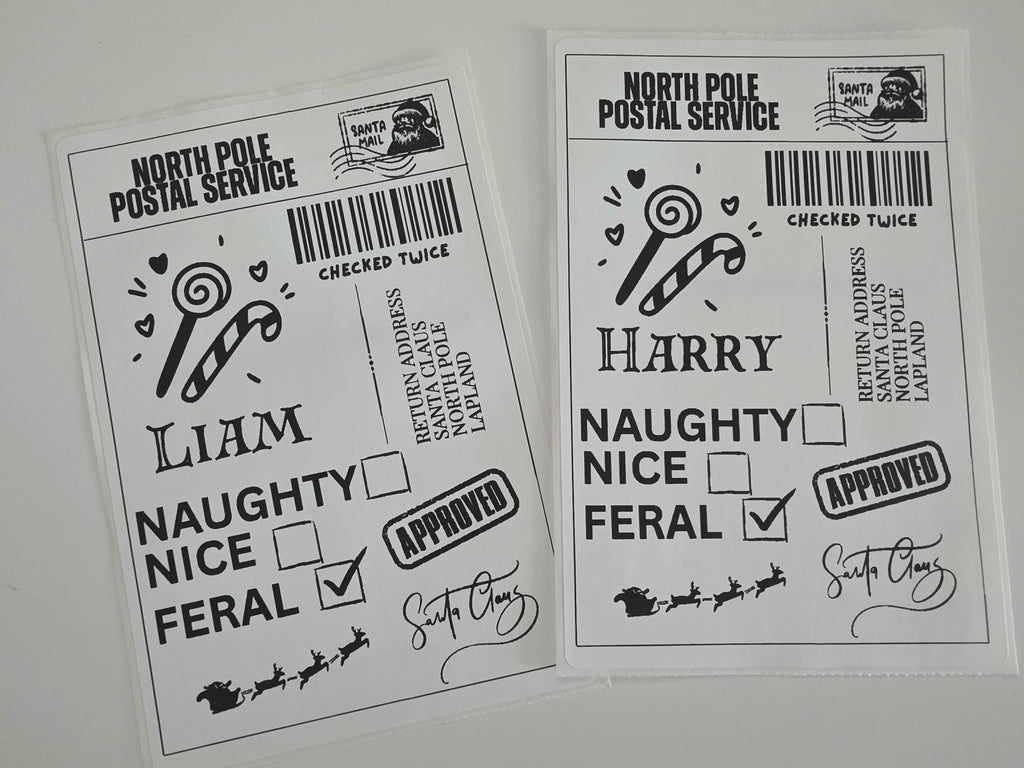 NORTH POLE
POSTAL SERVICE
SANTA
MAIL
CHECKED TWICE
RETURN ADDRESS
SANTA CLAUS
NORTH POLE
LAPLAND
LIAM
NAUGHTY
NICE
FERAL
APPROVED
Santa Claus
NORTH POLE
POSTAL SERVICE
SANTA
MAIL
CHECKED TWICE
RETURN ADDRESS
SANTA CLAUS
NORTH POLE
LAPLAND
HARRY
NAUGHTY
NICE
FERAL
APPROVED
Santa Claus